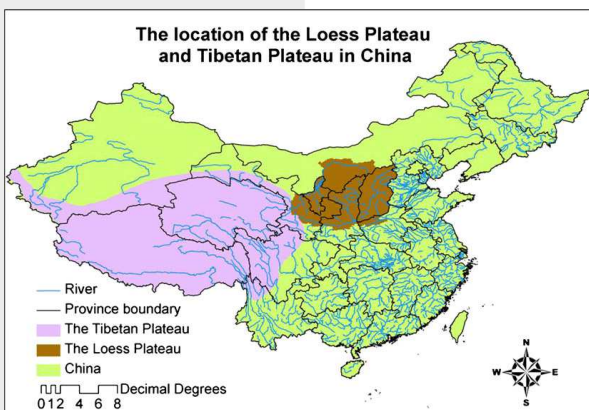 The location of the Loess Plateau
and Tibetan Plateau in China
River
Province boundary
The Tibetan Plateau
The Loess Plateau
China
Decimal Degrees
0 1 2 4 6 8
N
W E
S